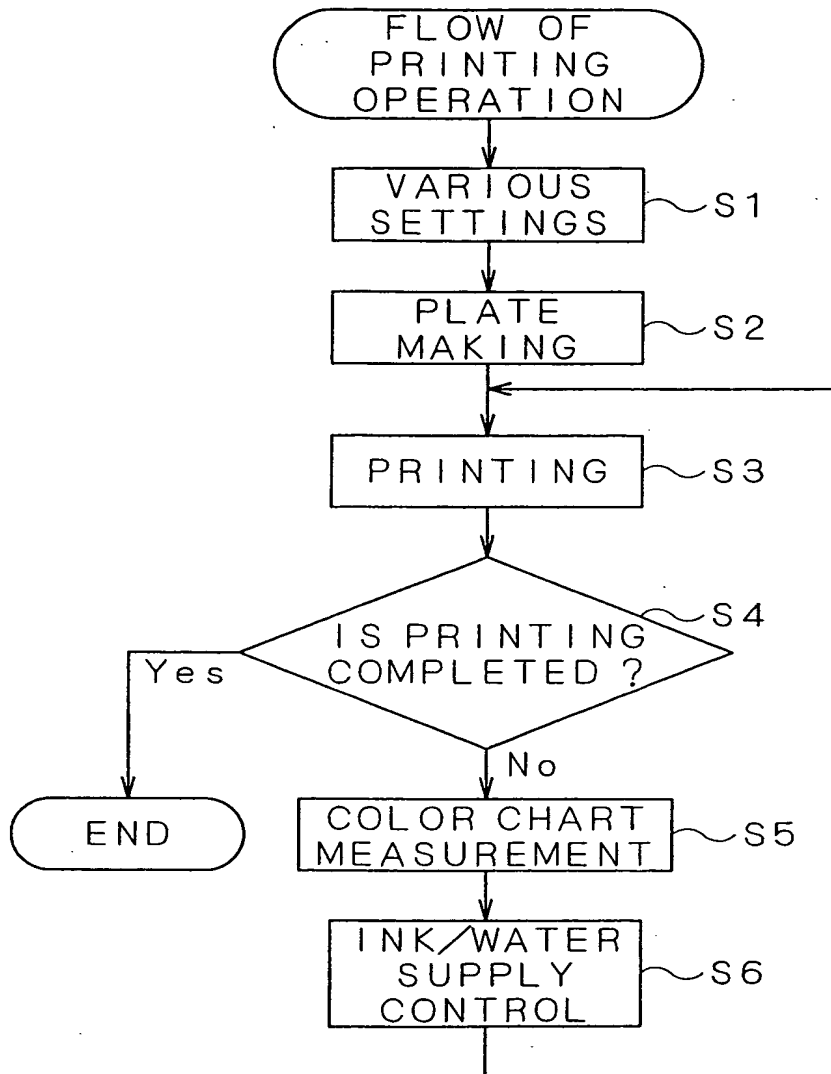 FLOW OF
PRINTING
OPERATION
VARIOUS
SETTINGS
S1
PLATE
MAKING
S2
PRINTING
S3
S4
IS PRINTING
COMPLETED ?
Yes
No
END
COLOR CHART
MEASUREMENT
S5
INK/WATER
SUPPLY
CONTROL
S6